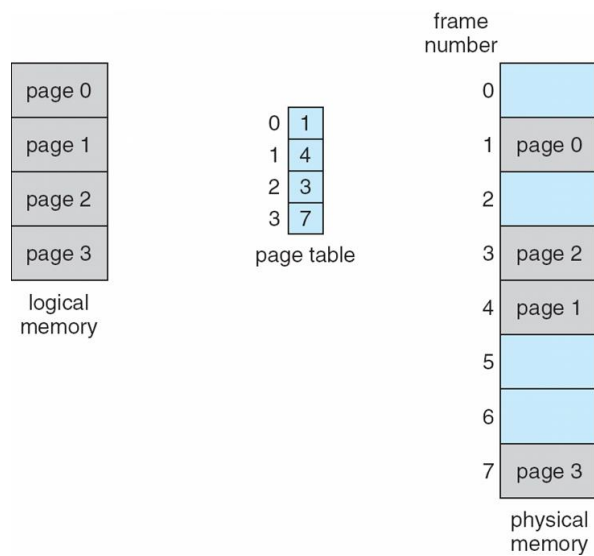 frame
number
page 0
page 1
page 2
page 3
logical
memory
0 1
1 4
2 3
3 7
page table
0
1 page 0
2
3 page 2
4 page 1
5
6
7 page 3
physical
memory